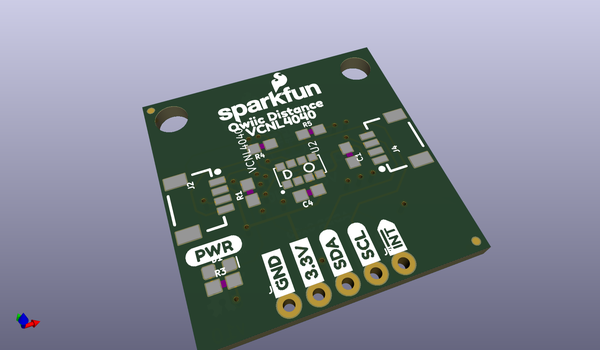 sparkfun
Qwiic Distance
VCNL4040
VCNL4040
R5
R4
U2
C1
J4
J2
R1
D
C4
PWR
R3
GND
3.3V
SDA
SCL
INT